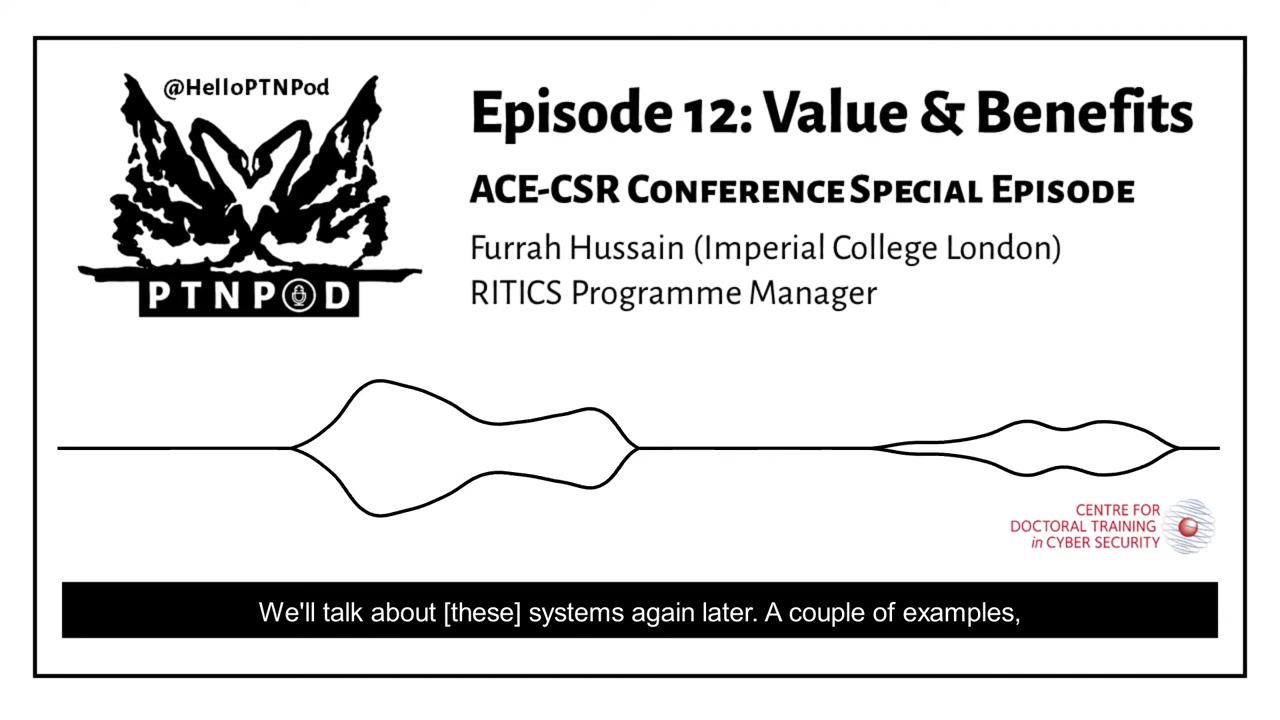 @HelloPTNPod
PTNPOD
Episode 12: Value & Benefits
ACE-CSR Conference Special Episode
Furrah Hussain (Imperial College London)
RITICS Programme Manager
CENTRE FOR
DOCTORAL TRAINING
in CYBER SECURITY
We'll talk about [these] systems again later. A couple of examples,